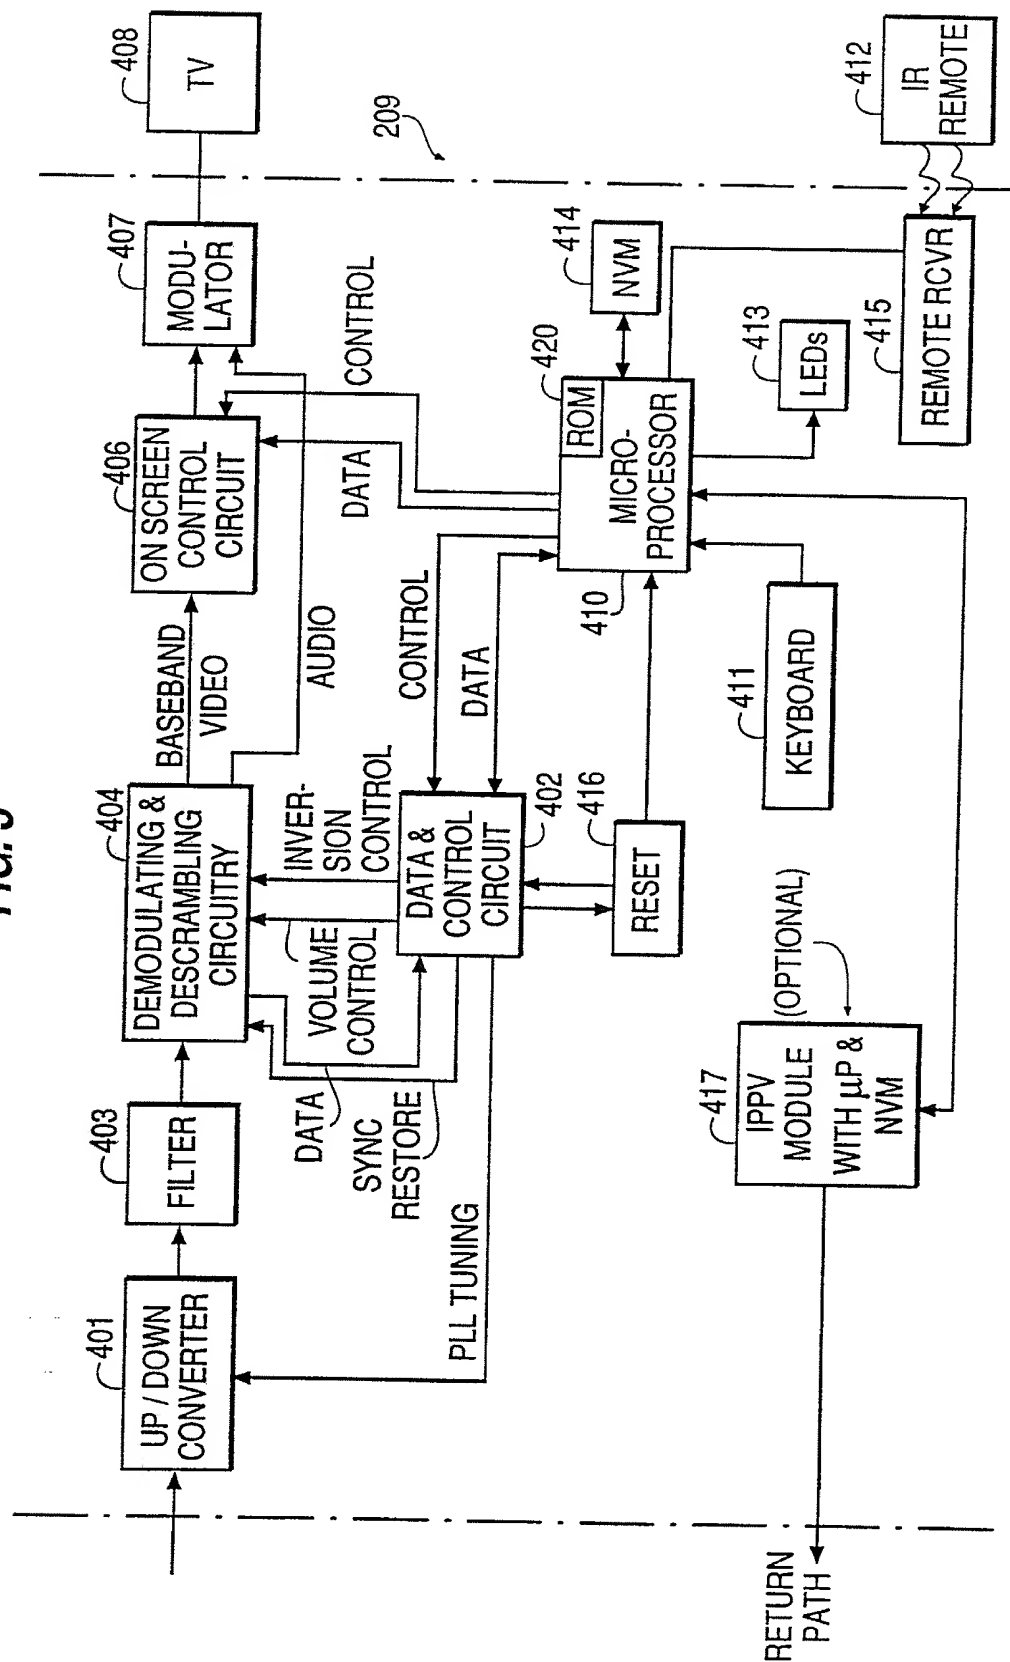 408
TV
407
MODU-
LATOR
209
412
IR
REMOTE
406
ON SCREEN
CONTROL
CIRCUIT
CONTROL
DATA
BASEBAND
VIDEO
AUDIO
414
NVM
420
ROM
MICRO-
PROCESSOR
410
413
LEDs
415
REMOTE RCVR
404
DEMODULATING &
DESCRAMBLING
CIRCUITRY
INVER-
SION
CONTROL
VOLUME
CONTROL
DATA
SYNC
RESTORE
CONTROL
DATA
402
DATA &
CONTROL
CIRCUIT
416
RESET
411
KEYBOARD
403
FILTER
401
UP / DOWN
CONVERTER
PLL TUNING
(OPTIONAL)
417
IPPV
MODULE
WITH µP &
NVM
RETURN
PATH